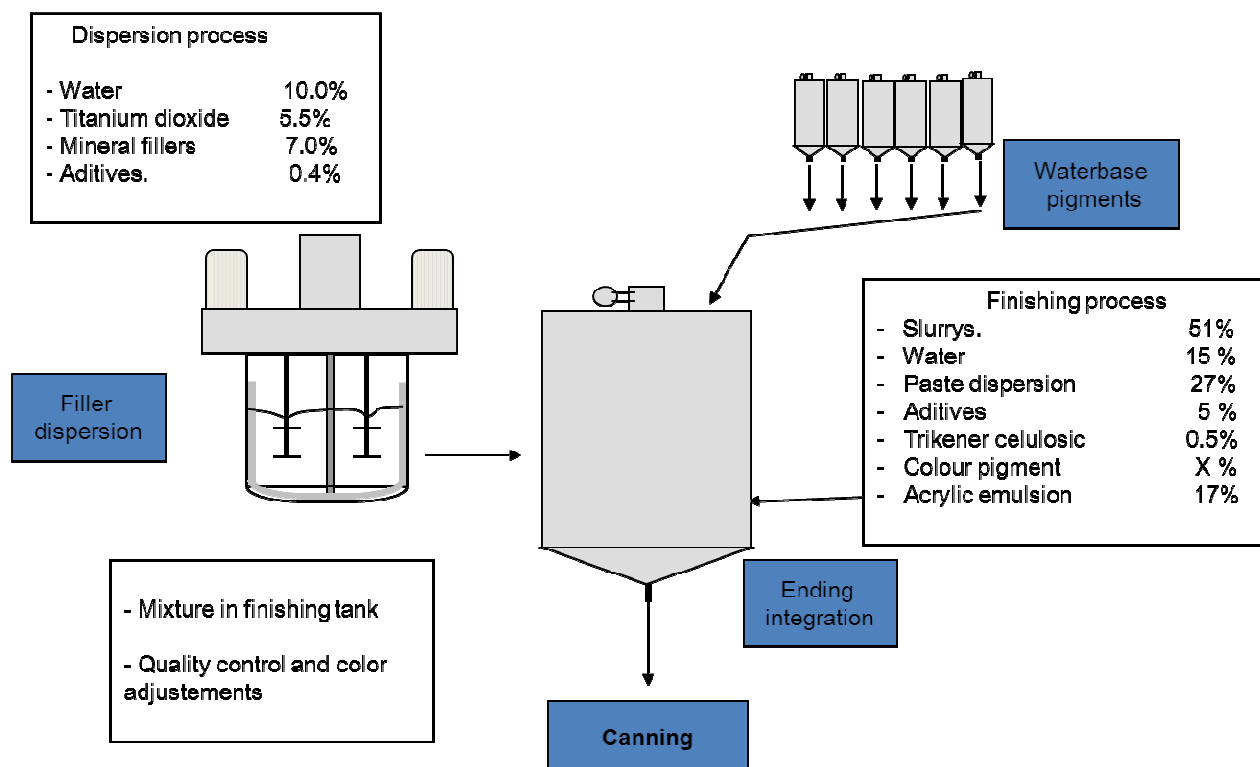 Dispersion process
- Water 10.0%
- Titanium dioxide 5.5%
- Mineral fillers 7.0%
- Aditives. 0.4%
Waterbase
pigments
Finishing process
- Slurrys. 51%
- Water 15 %
- Paste dispersion 27%
- Aditives 5 %
- Trikener celulosic 0.5%
- Colour pigment X %
- Acrylic emulsion 17%
Filler
dispersion
- Mixture in finishing tank
- Quality control and color
adjustements
Ending
integration
Canning